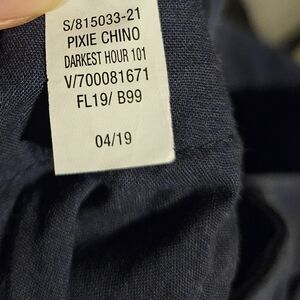 S/815033-21
PIXIE CHINO
DARKEST HOUR 101
V/700081671
FL19/ B99
04/19